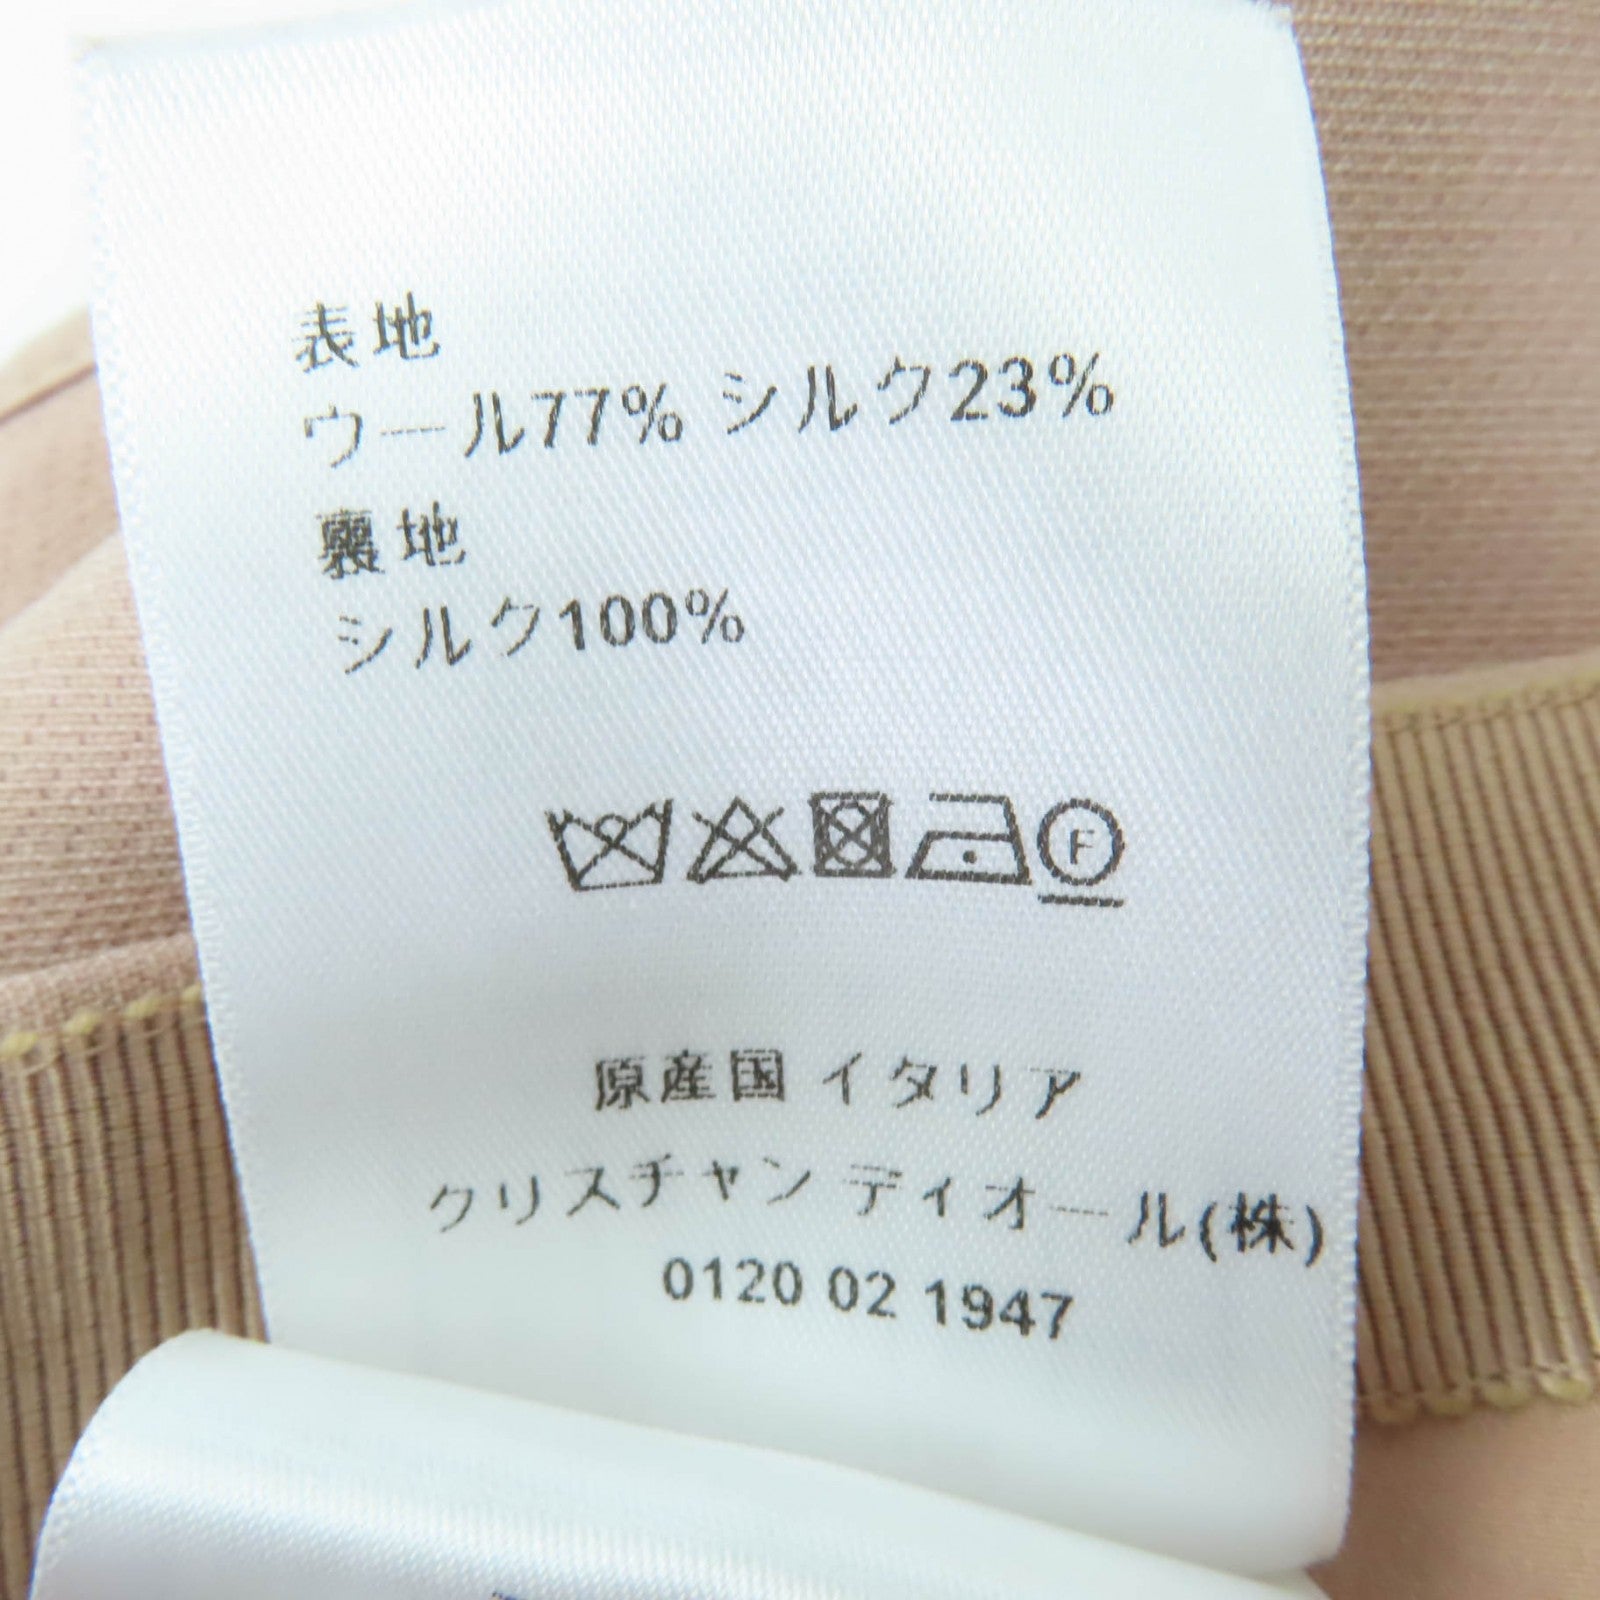 表地
ウール77% シルク23%
裏地
シルク100%
F
原産国 イタリア
クリスチャン ディオール(株)
0120 02 1947